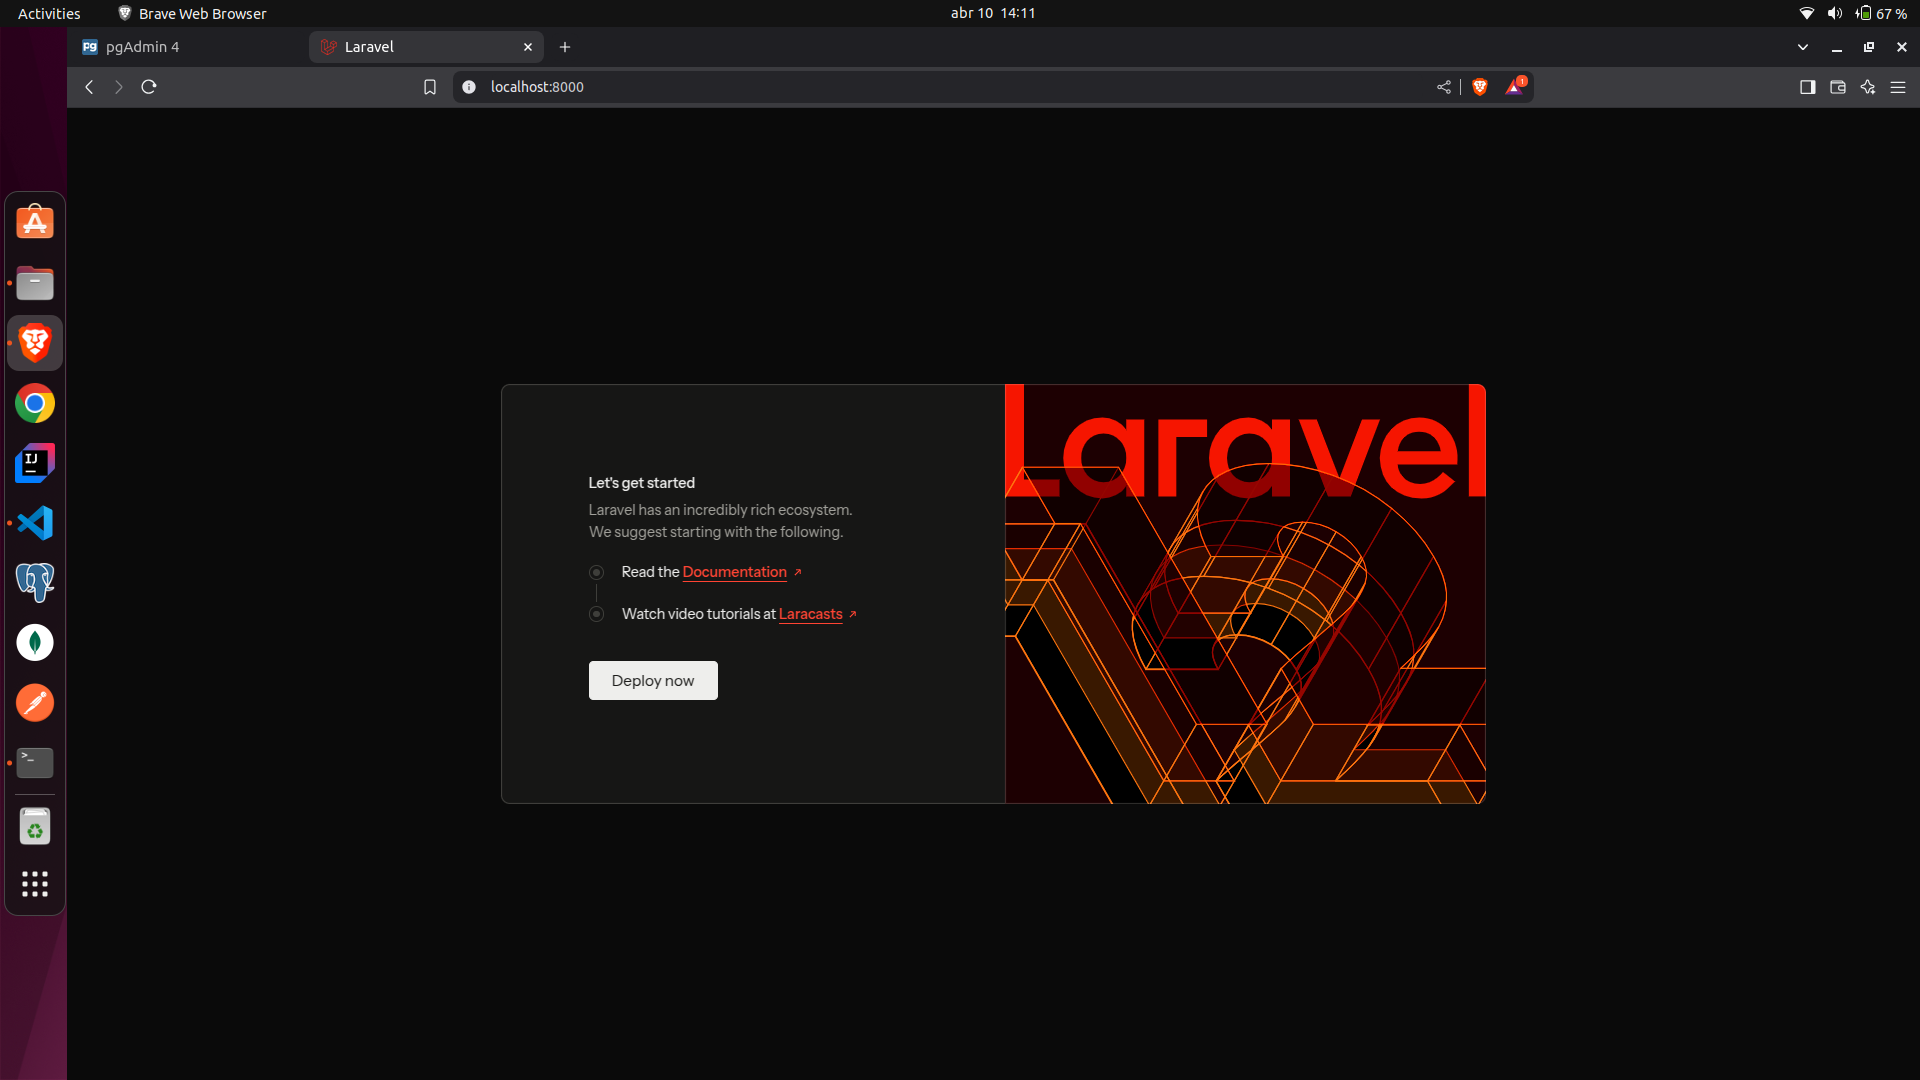 Activities
Brave Web Browser
abr 10 14:11
67 %
pgAdmin 4
Laravel
localhost:8000
1
Let's get started
Laravel has an incredibly rich ecosystem.
We suggest starting with the following.
Read the Documentation
Watch video tutorials at Laracasts
Deploy now
Laravel